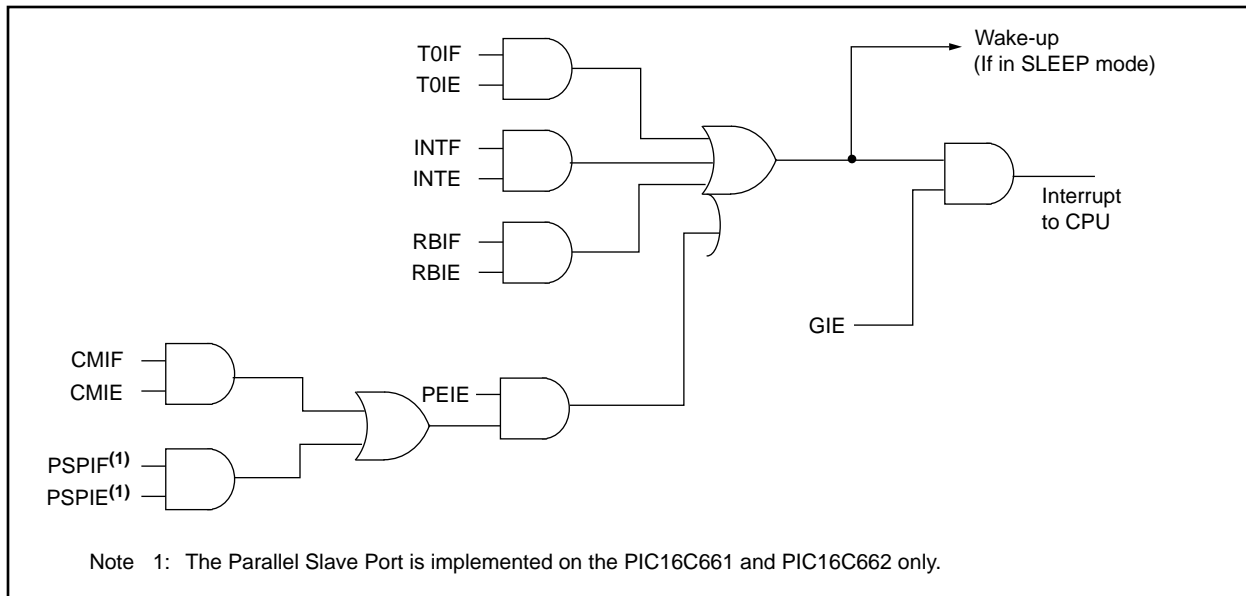 T0IF
T0IE
INTF
INTE
RBIF
RBIE
Wake-up
(If in SLEEP mode)
Interrupt
to CPU
GIE
CMIF
CMIE
PEIE
PSPIF(1)
PSPIE(1)
Note 1: The Parallel Slave Port is implemented on the PIC16C661 and PIC16C662 only.